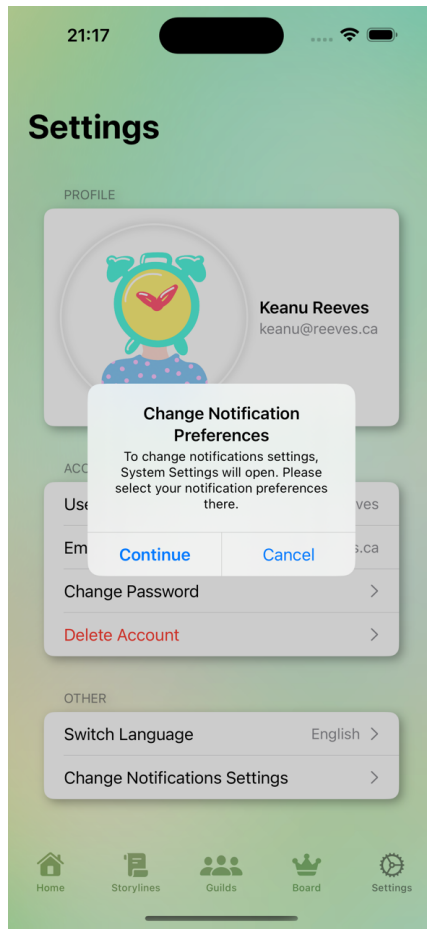 21:17
Settings
PROFILE
Keanu Reeves
keanu@reeves.ca
Change Notification
Preferences
To change notifications settings,
System Settings will open. Please
select your notification preferences
there.
Continue Cancel
Change Password
Delete Account
OTHER
Switch Language English
Change Notifications Settings
Home Storylines Guilds Board Settings